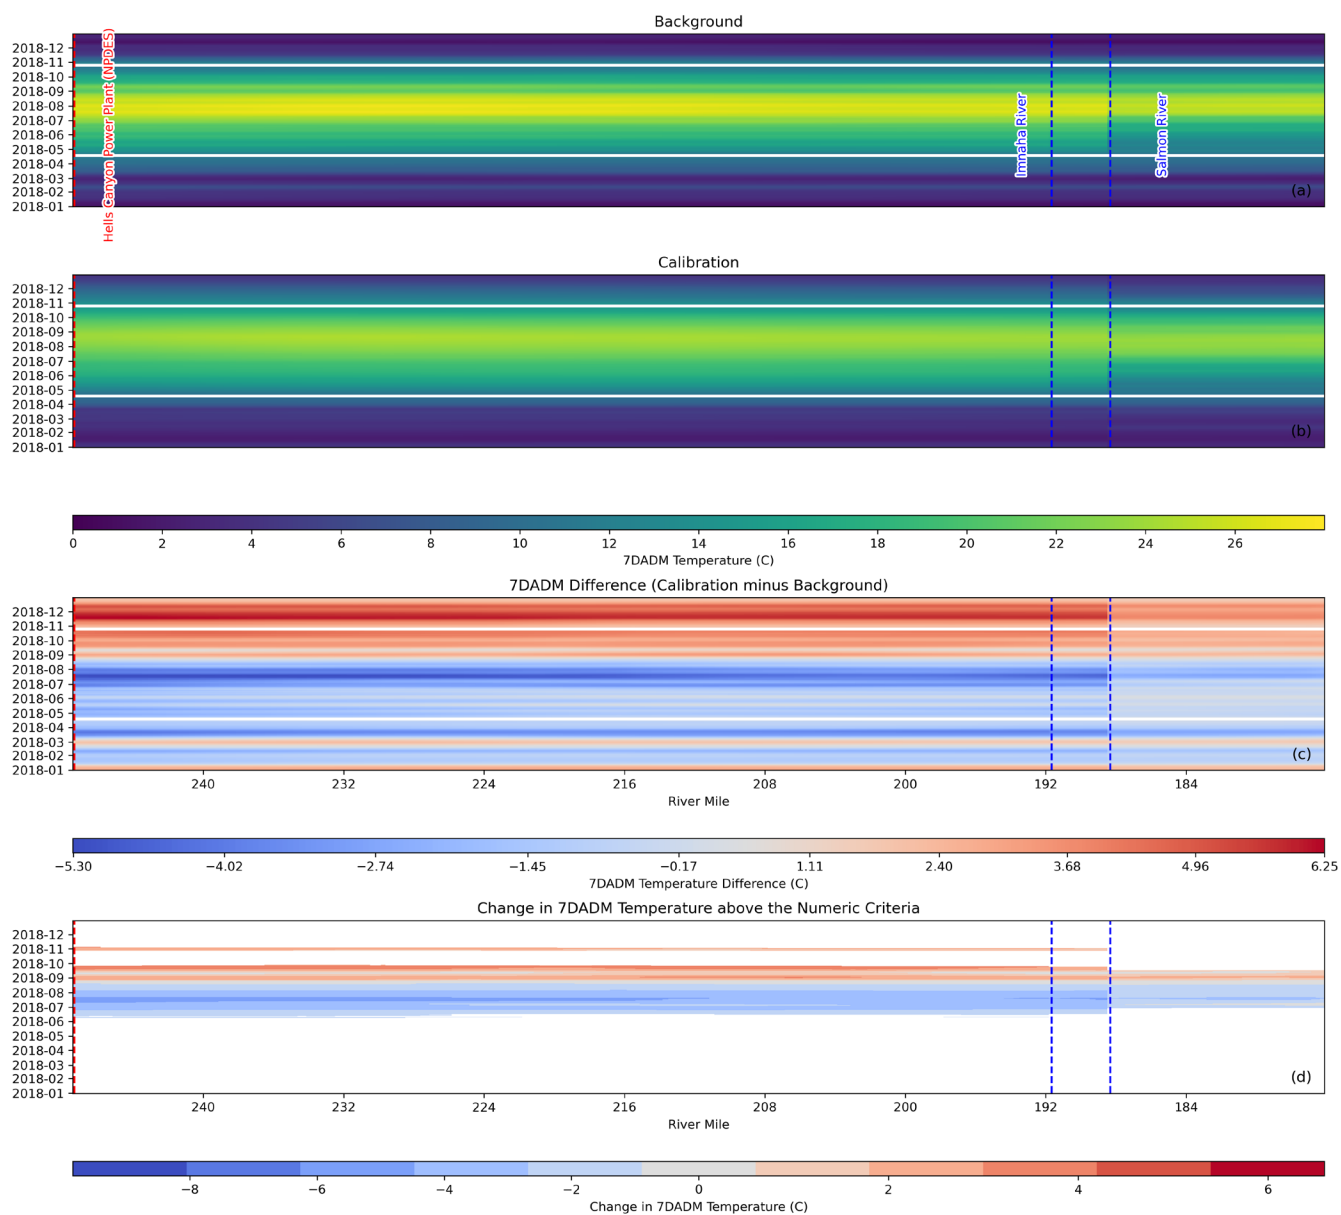 Background
2018-12
2018-11
2018-10
2018-09
2018-08
2018-07
2018-06
2018-05
2018-04
2018-03
2018-02
2018-01
Hells Canyon Power Plant (NPDES)
Imnaha River
Salmon River
(a)
Calibration
2018-12
2018-11
2018-10
2018-09
2018-08
2018-07
2018-06
2018-05
2018-04
2018-03
2018-02
2018-01
(b)
0 2 4 6 8 10 12 14 16 18 20 22 24 26
7DADM Temperature (C)
7DADM Difference (Calibration minus Background)
2018-12
2018-11
2018-10
2018-09
2018-08
2018-07
2018-06
2018-05
2018-04
2018-03
2018-02
2018-01
(c)
240 232 224 216 208 200 192 184
River Mile
−5.30 −4.02 −2.74 −1.45 −0.17 1.11 2.40 3.68 4.96 6.25
7DADM Temperature Difference (C)
Change in 7DADM Temperature above the Numeric Criteria
2018-12
2018-11
2018-10
2018-09
2018-08
2018-07
2018-06
2018-05
2018-04
2018-03
2018-02
2018-01
(d)
240 232 224 216 208 200 192 184
River Mile
−8 −6 −4 −2 0 2 4 6
Change in 7DADM Temperature (C)